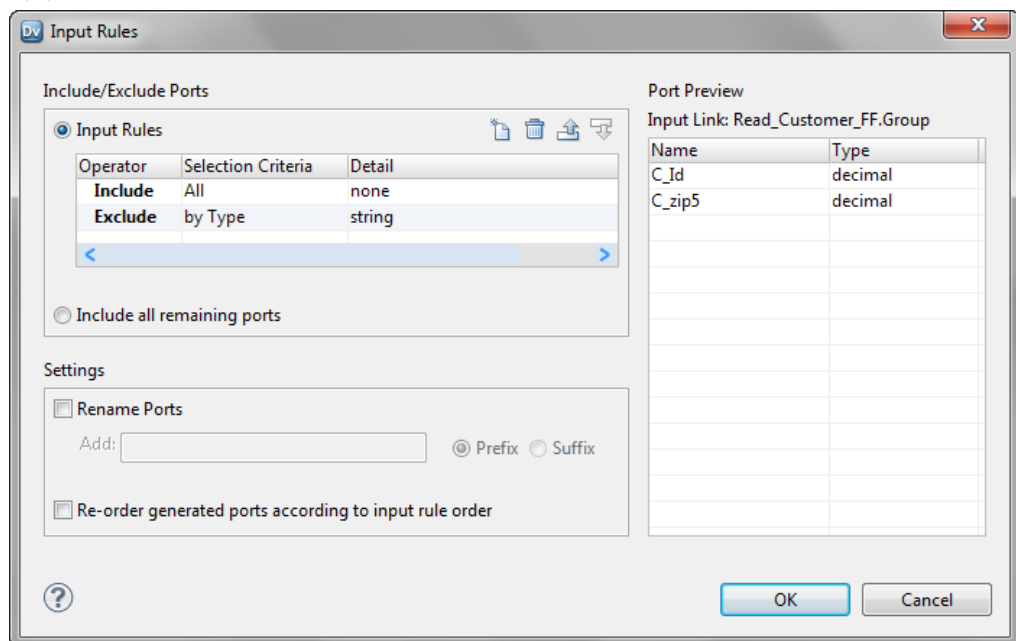 Dv Input Rules
Include/Exclude Ports
Input Rules
Operator Selection Criteria Detail
Include All none
Exclude by Type string
Include all remaining ports
Settings
Rename Ports
Add:
Prefix Suffix
Re-order generated ports according to input rule order
Port Preview
Input Link: Read_Customer_FF.Group
Name Type
C_Id decimal
C_zip5 decimal
?
OK Cancel